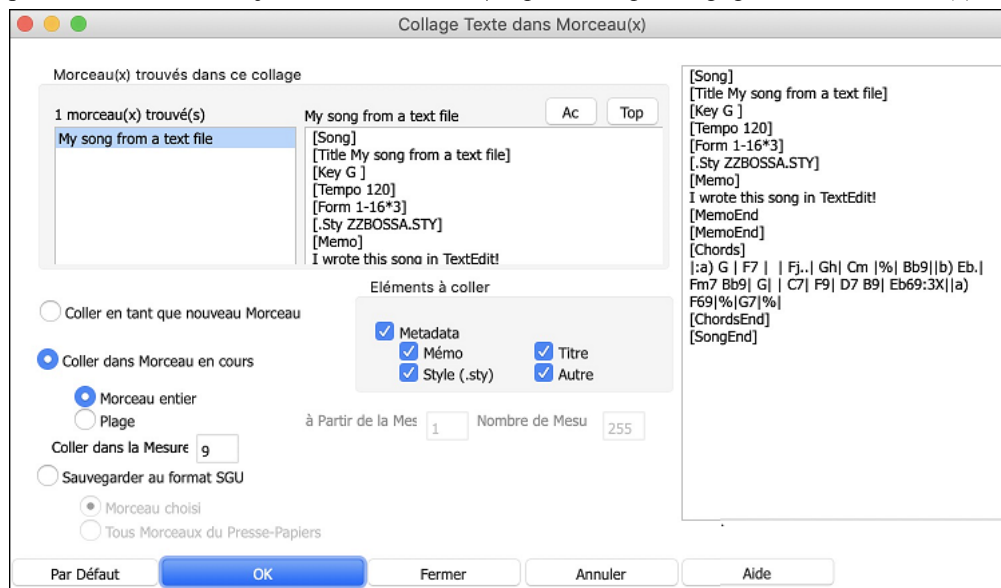 Collage Texte dans Morceau(x)
Morceau(x) trouvés dans ce collage
1 morceau(x) trouvé(s)
My song from a text file
My song from a text file
Ac
Top
[Song]
[Title My song from a text file]
[Key G ]
[Tempo 120]
[Form 1-16*3]
[.Sty ZZBOSSA.STY]
[Memo]
I wrote this song in TextEdit!
Eléments à coller
Coller en tant que nouveau Morceau
Metadata
Mémo
Titre
Style (.sty)
Autre
Coller dans Morceau en cours
Morceau entier
Plage
à Partir de la Mes 1 Nombre de Mesu 255
Coller dans la Mesure 9
Sauvegarder au format SGU
Morceau choisi
Tous Morceaux du Presse-Papiers
[Song]
[Title My song from a text file]
[Key G ]
[Tempo 120]
[Form 1-16*3]
[.Sty ZZBOSSA.STY]
[Memo]
I wrote this song in TextEdit!
[MemoEnd
[MemoEnd]
[Chords]
|:a) G | F7 | | Fj..| Gh| Cm |%| Bb9||b) Eb.|
Fm7 Bb9| G| | C7| F9| D7 B9| Eb69:3X||a)
F69|%|G7|%|
[ChordsEnd]
[SongEnd]
Par Défaut
OK
Fermer
Annuler
Aide